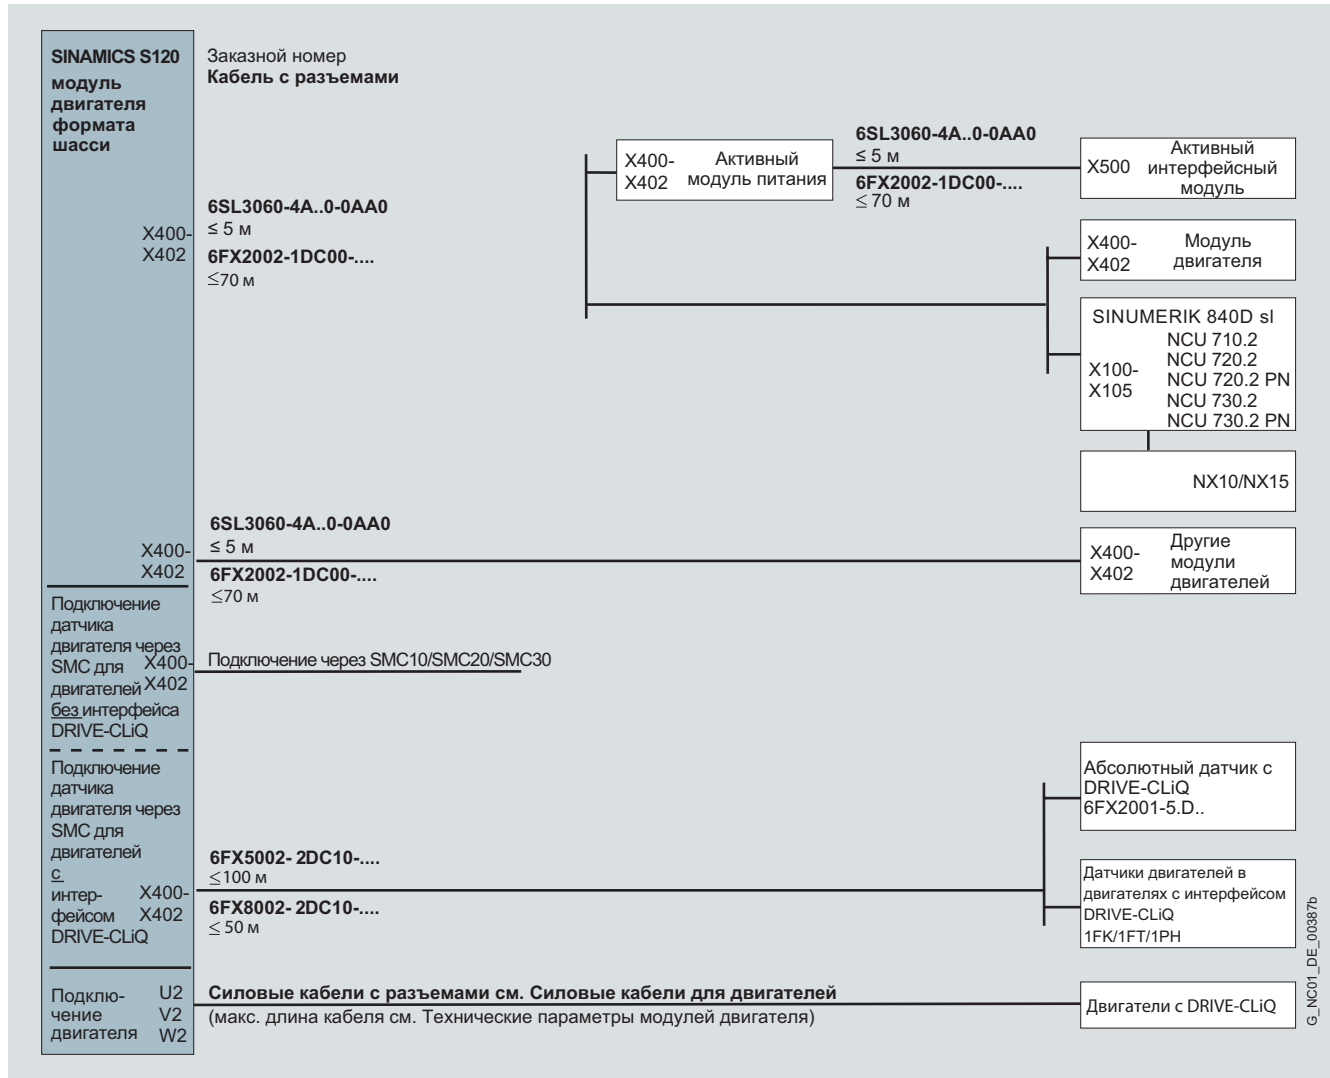 SINAMICS S120
модуль
двигателя
формата
шасси
Заказной номер
Кабель с разъемами
X400-
X402
6SL3060-4A..0-0AA0
≤ 5 м
6FX2002-1DC00-....
≤70 м
X400-
X402
Активный
модуль питания
6SL3060-4A..0-0AA0
≤ 5 м
6FX2002-1DC00-....
≤ 70 м
X500
Активный
интерфейсный
модуль
X400-
X402
Модуль
двигателя
SINUMERIK 840D sl
NCU 710.2
NCU 720.2
NCU 720.2 PN
NCU 730.2
NCU 730.2 PN
X100-
X105
NX10/NX15
X400-
X402
6SL3060-4A..0-0AA0
≤ 5 м
6FX2002-1DC00-....
≤70 м
X400-
X402
Другие
модули
двигателей
Подключение
датчика
двигателя через
SMC для
двигателей
без интерфейса
DRIVE-CLiQ
X400-
X402
Подключение через SMC10/SMC20/SMC30
Подключение
датчика
двигателя через
SMC для
двигателей
с
интер-
фейсом
DRIVE-CLiQ
X400-
X402
6FX5002- 2DC10-....
≤100 м
6FX8002- 2DC10-....
≤ 50 м
Абсолютный датчик с
DRIVE-CLiQ
6FX2001-5.D..
Датчики двигателей в
двигателях с интерфейсом
DRIVE-CLiQ
1FK/1FT/1PH
Подклю-
чение
двигателя
U2
V2
W2
Силовые кабели с разъемами см. Силовые кабели для двигателей
(макс. длина кабеля см. Технические параметры модулей двигателя)
Двигатели с DRIVE-CLiQ
G_NC01_DE_00387b